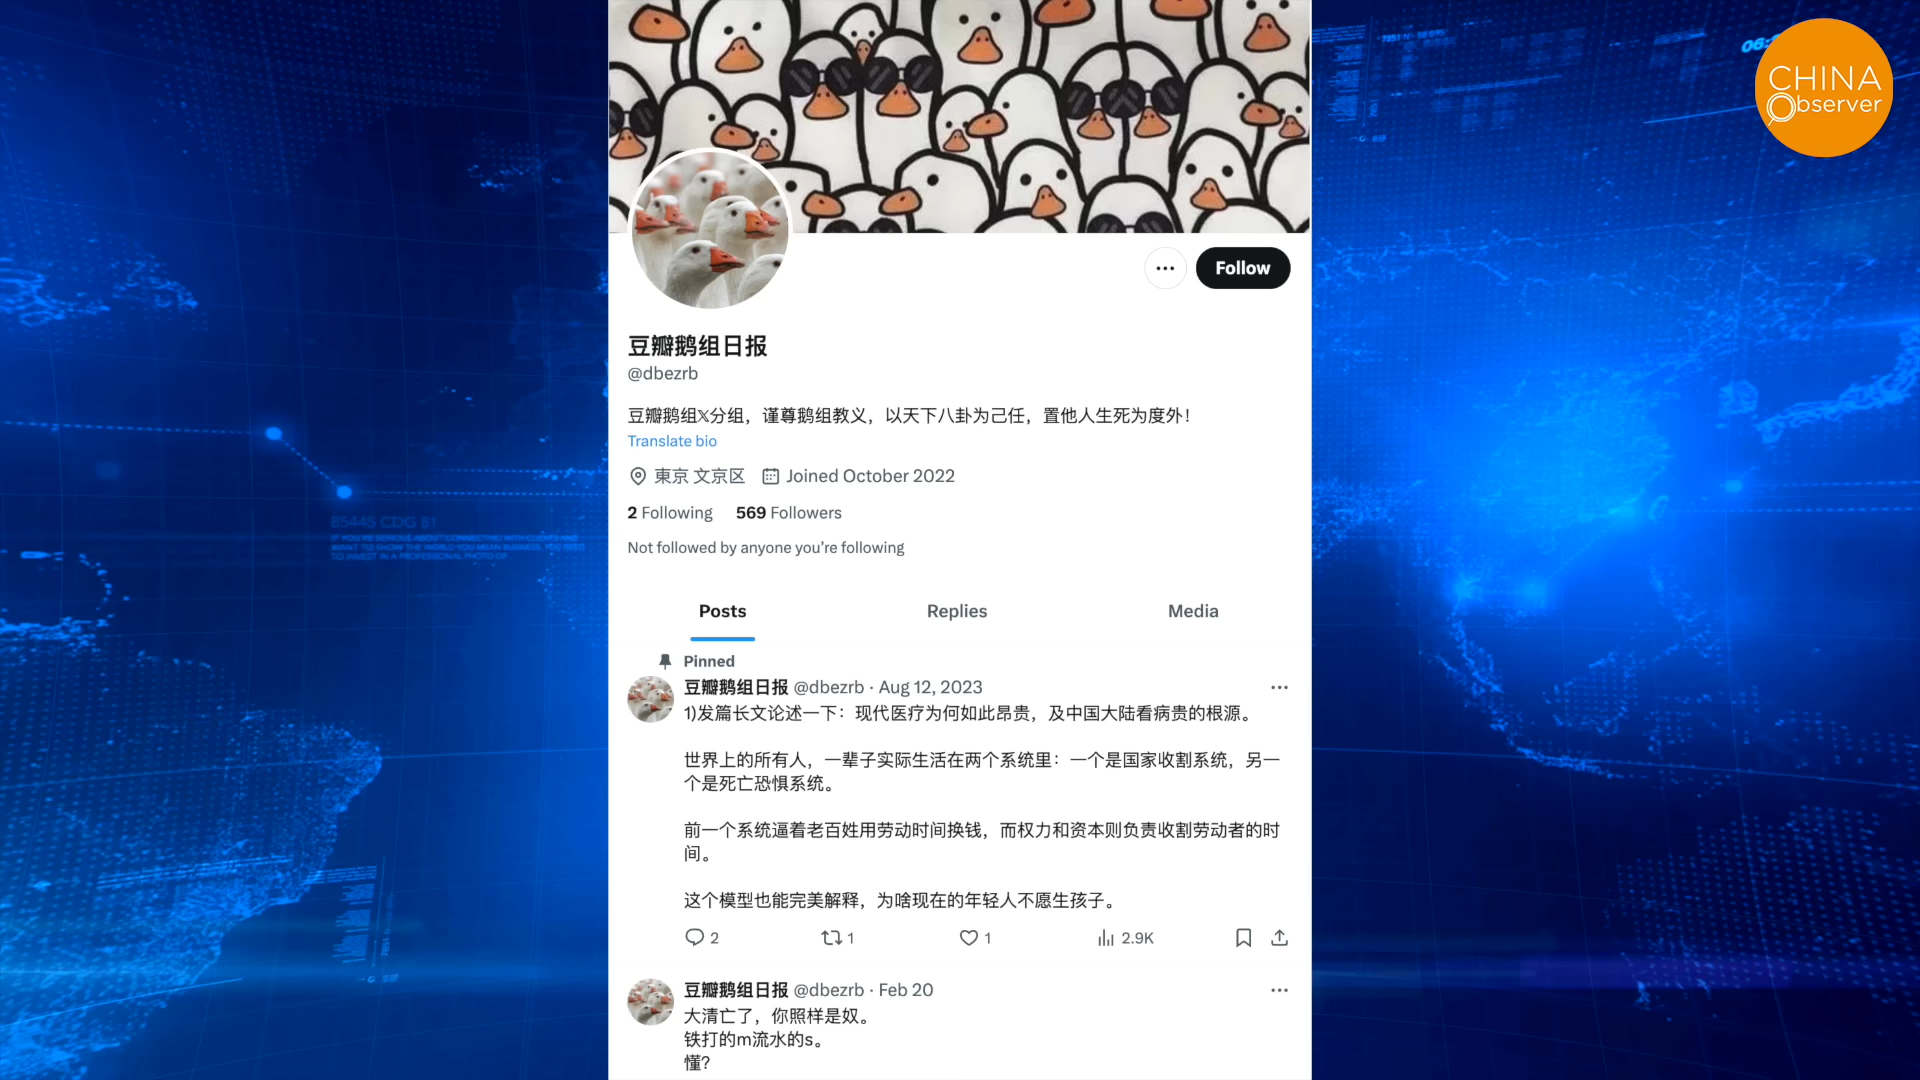 CHINA
Observer
Follow
豆瓣鹅组日报
@dbezrb
豆瓣鹅组𝕏分组，谨尊鹅组教义，以天下八卦为己任，置他人生死为度外！
Translate bio
東京 文京区 Joined October 2022
2 Following 569 Followers
Not followed by anyone you’re following
Posts Replies Media
Pinned
豆瓣鹅组日报 @dbezrb · Aug 12, 2023
1)发篇长文论述一下：现代医疗为何如此昂贵，及中国大陆看病贵的根源。
世界上的所有人，一辈子实际生活在两个系统里：一个是国家收割系统，另一
个是死亡恐惧系统。
前一个系统逼着老百姓用劳动时间换钱，而权力和资本则负责收割劳动者的时
间。
这个模型也能完美解释，为啥现在的年轻人不愿生孩子。
2 1 1 2.9K
豆瓣鹅组日报 @dbezrb · Feb 20
大清亡了，你照样是奴。
铁打的m流水的s。
懂？
85445 CDG 81